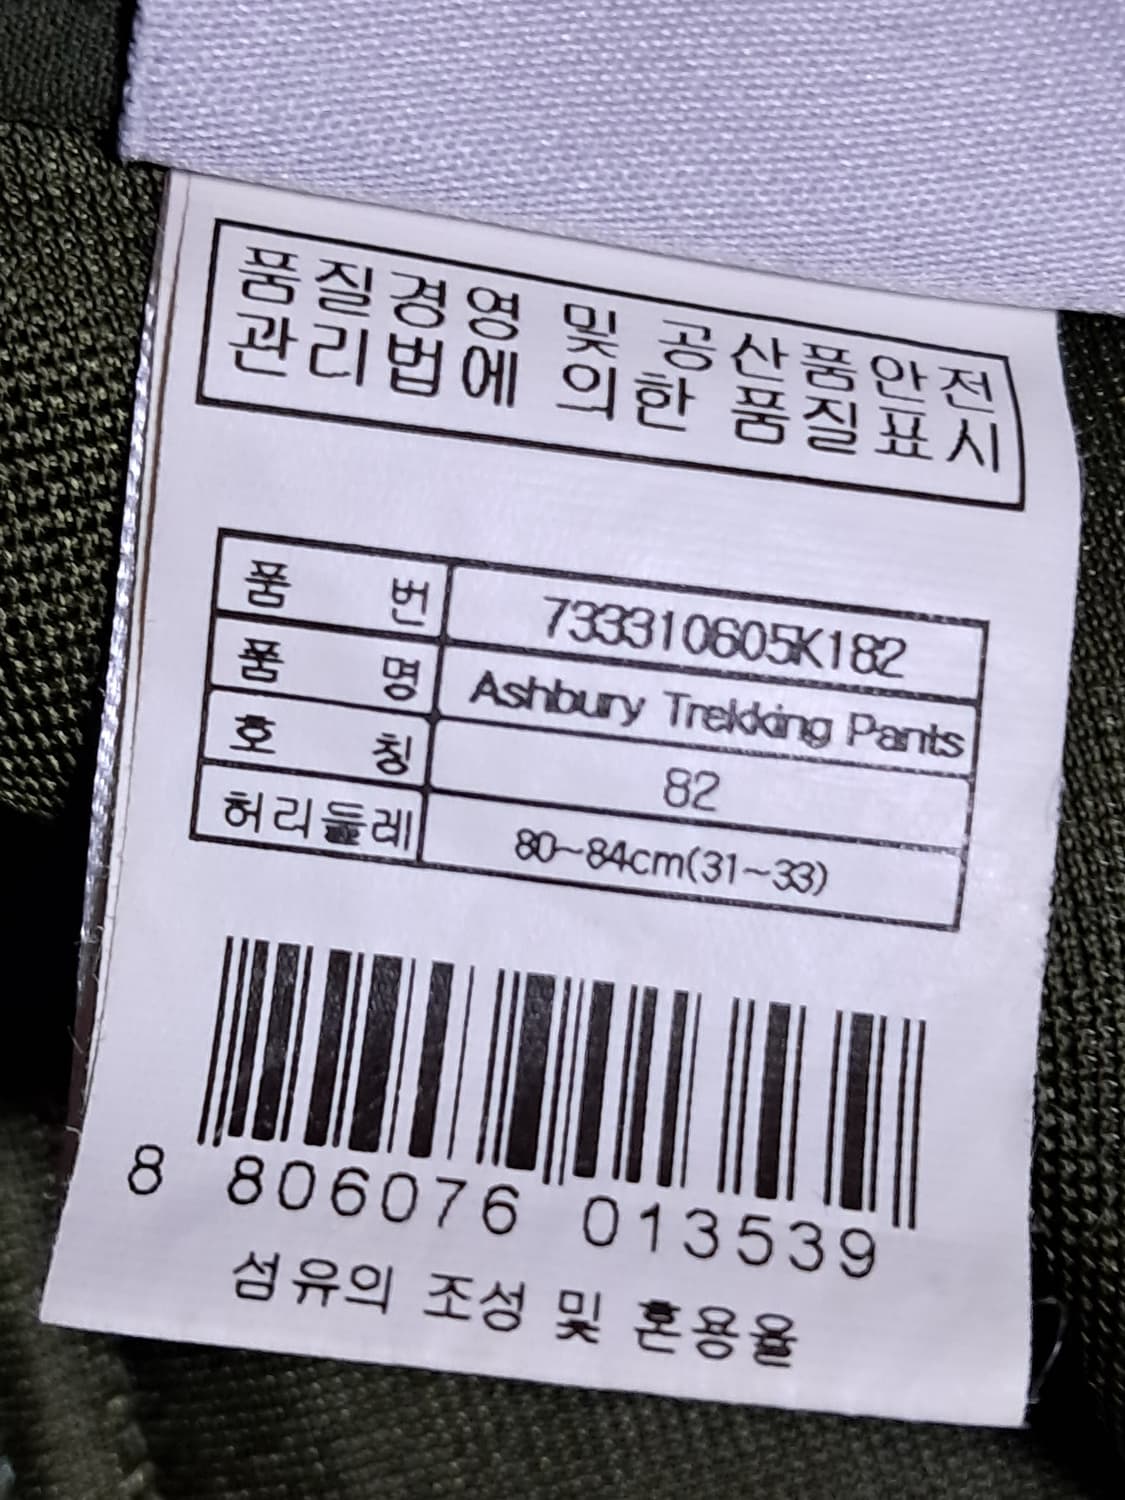 품질경영 및 공산품안전
관리법에 의한 품질표시
품 번 733310605K182
품 명 Ashbury Trekking Pants
호 칭 82
허리둘레 80~84cm(31~33)
8 806076 013539
섬유의 조성 및 혼용율